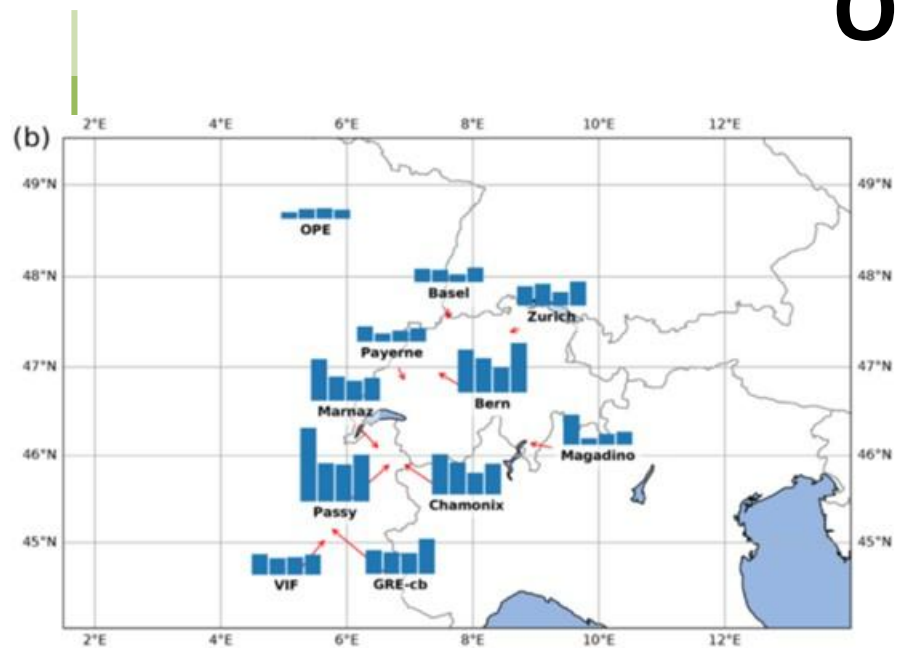 O
(b)
2°E 4°E 6°E 8°E 10°E 12°E
49°N 49°N
OPE
48°N 48°N
Basel
Zurich
Payerne
47°N 47°N
Bern
Marnaz
46°N 46°N
Magadino
Chamonix
Passy
45°N 45°N
VIF GRE-cb
2°E 4°E 6°E 8°E 10°E 12°E